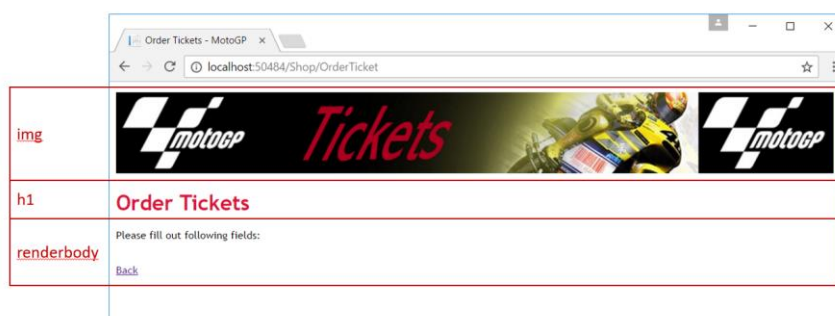 Order Tickets - MotoGP
localhost:50484/Shop/OrderTicket
img
motoGP
Tickets
motoGP
h1
Order Tickets
renderbody
Please fill out following fields:
Back